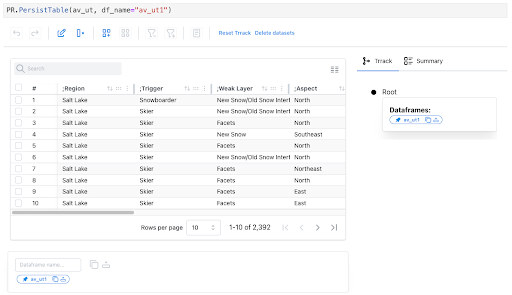 PR.PersistTable(av_ut, df_name="av_ut1")
Reset Trrack Delete datasets
Search
# ;Region ;Trigger ;Weak Layer ;Aspect
1 Salt Lake Snowboarder New Snow/Old Snow Interf North
2 Salt Lake Skier New Snow/Old Snow Interf North
3 Salt Lake Skier Facets North
4 Salt Lake Skier New Snow Southeast
5 Salt Lake Skier Facets North
6 Salt Lake Skier New Snow/Old Snow Interf North
7 Salt Lake Skier Facets Northeast
8 Salt Lake Skier Facets North
9 Salt Lake Skier Facets East
10 Salt Lake Skier Facets East
Rows per page 10 1-10 of 2,392
Dataframe name...
av_ut1
Trrack Summary
Root
Dataframes:
av_ut1